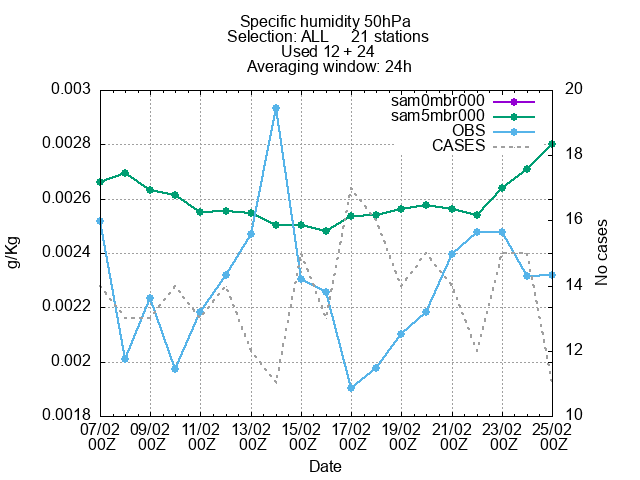 Specific humidity 50hPa
Selection: ALL 21 stations
Used 12 + 24
Averaging window: 24h
0.003
0.0028
0.0026
0.0024
0.0022
0.002
0.0018
g/Kg
sam0mbr000
sam5mbr000
OBS
CASES
20
18
16
14
12
10
No cases
07/02 09/02 11/02 13/02 15/02 17/02 19/02 21/02 23/02 25/02
00Z 00Z 00Z 00Z 00Z 00Z 00Z 00Z 00Z 00Z
Date